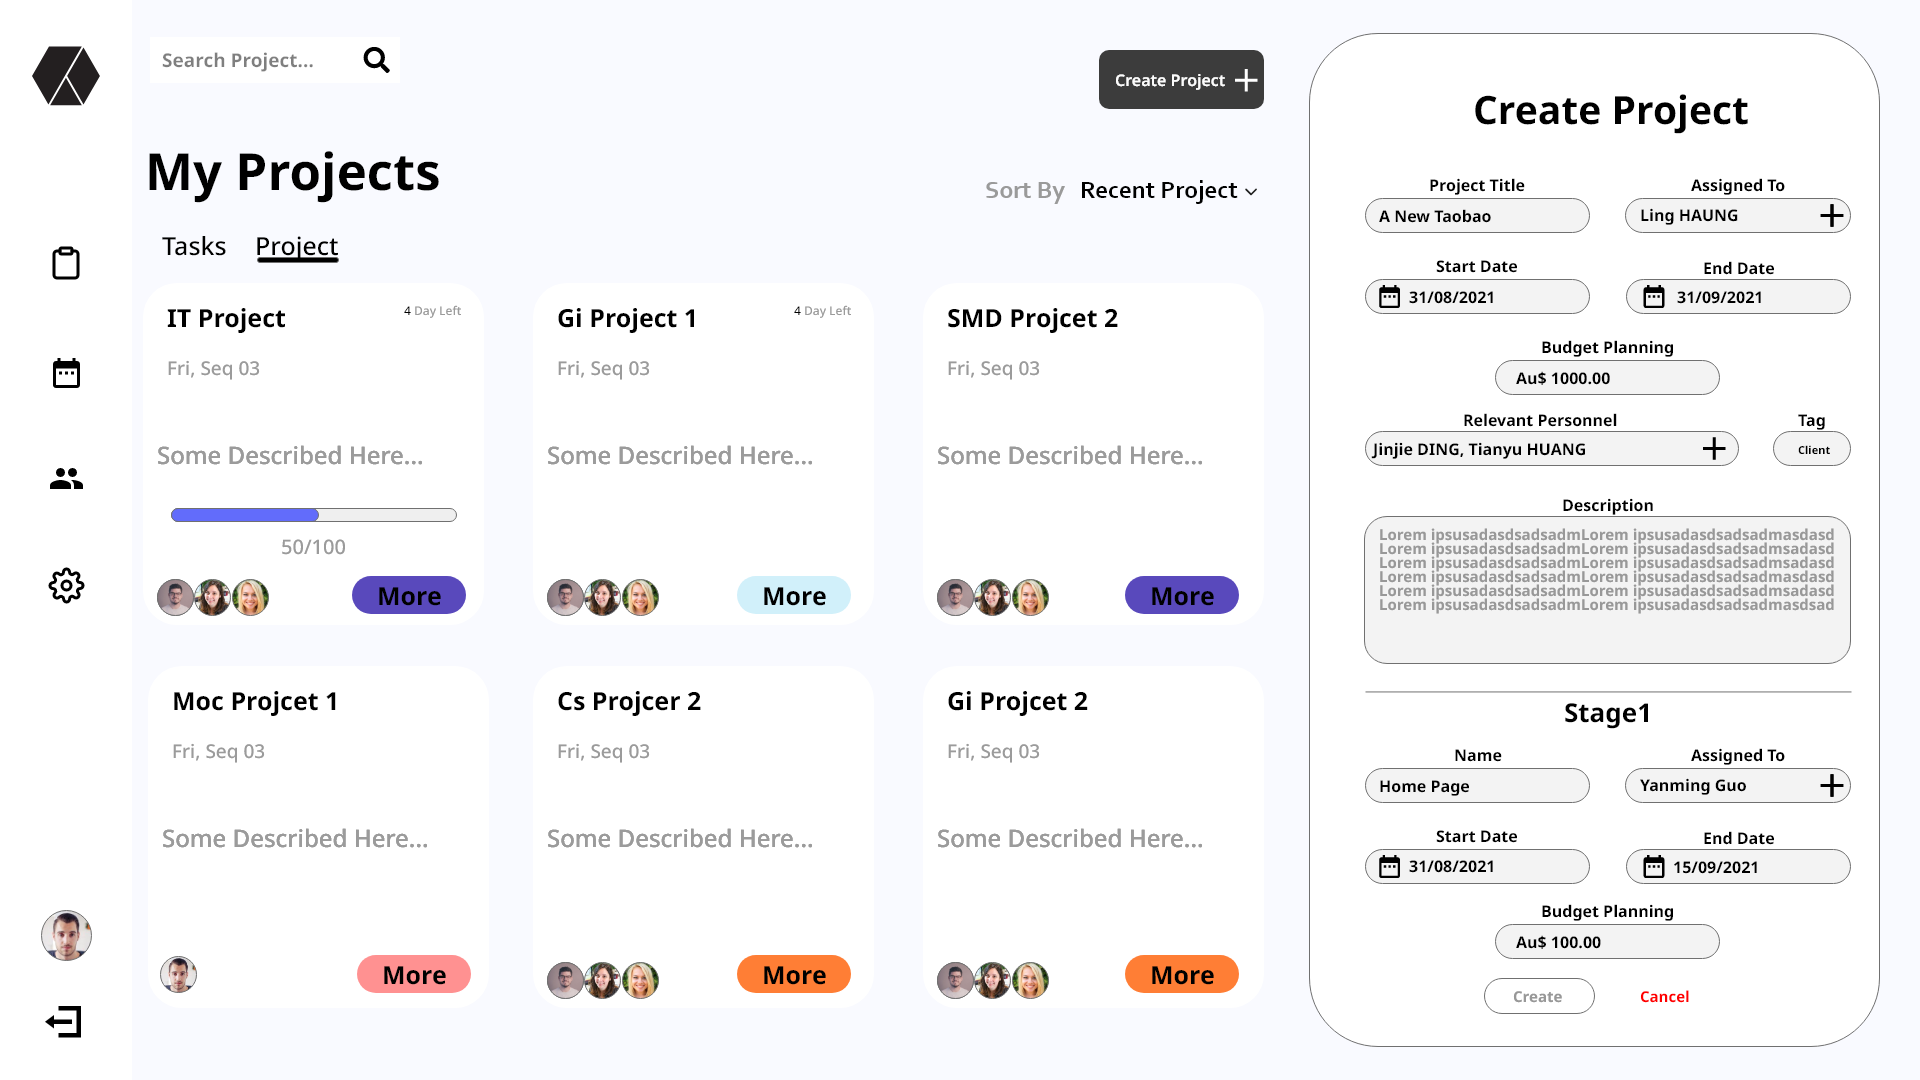 Search Project...
Create Project
My Projects
Sort By Recent Project
Tasks Project
IT Project
4 Day Left
Fri, Seq 03
Some Described Here...
50/100
More
Gi Project 1
4 Day Left
Fri, Seq 03
Some Described Here...
More
SMD Projcet 2
Fri, Seq 03
Some Described Here...
More
Moc Projcet 1
Fri, Seq 03
Some Described Here...
More
Cs Projcer 2
Fri, Seq 03
Some Described Here...
More
Gi Projcet 2
Fri, Seq 03
Some Described Here...
More
Create Project
Project Title
A New Taobao
Assigned To
Ling HAUNG
Start Date
31/08/2021
End Date
31/09/2021
Budget Planning
Au$ 1000.00
Relevant Personnel
Jinjie DING, Tianyu HUANG
Tag
Client
Description
Lorem ipsusadasdsadsadmLorem ipsusadasdsadsadmasdasd
Lorem ipsusadasdsadsadmLorem ipsusadasdsadsadmsadasd
Lorem ipsusadasdsadsadmLorem ipsusadasdsadsadmsadasd
Lorem ipsusadasdsadsadmLorem ipsusadasdsadsadmasdasd
Lorem ipsusadasdsadsadmLorem ipsusadasdsadsadmsadasd
Lorem ipsusadasdsadsadmLorem ipsusadasdsadsadmasdsad
Stage1
Name
Home Page
Assigned To
Yanming Guo
Start Date
31/08/2021
End Date
15/09/2021
Budget Planning
Au$ 100.00
Create
Cancel